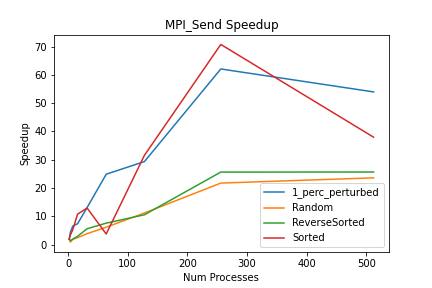 MPI_Send Speedup
Speedup
70
60
50
40
30
20
10
0
0
100
200
300
400
500
Num Processes
1_perc_perturbed
Random
ReverseSorted
Sorted